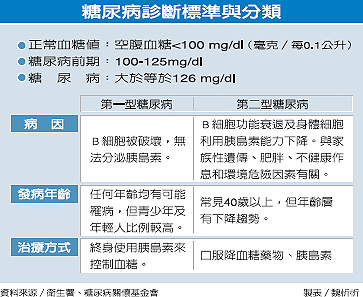 糖尿病診斷標準與分類
●正常血糖值：空腹血糖<100 mg/dl（毫克／每0.1公升）
●糖尿病前期：100-125mg/dl
●糖尿病：大於等於126 mg/dl
第一型糖尿病
第二型糖尿病
病因
B細胞被破壞，無
法分泌胰島素。
B細胞功能衰退及身體細胞
利用胰島素能力下降。與家
族性遺傳、肥胖、不健康作
息和環境危險因素有關。
發病年齡
任何年齡均有可能
罹病，但青少年及
年輕人比例較高。
常見40歲以上，但年齡層
有下降趨勢。
治療方式
終身使用胰島素來
控制血糖。
口服降血糖藥物、胰島素
資料來源／衛生署、糖尿病關懷基金會
製表／魏忻忻